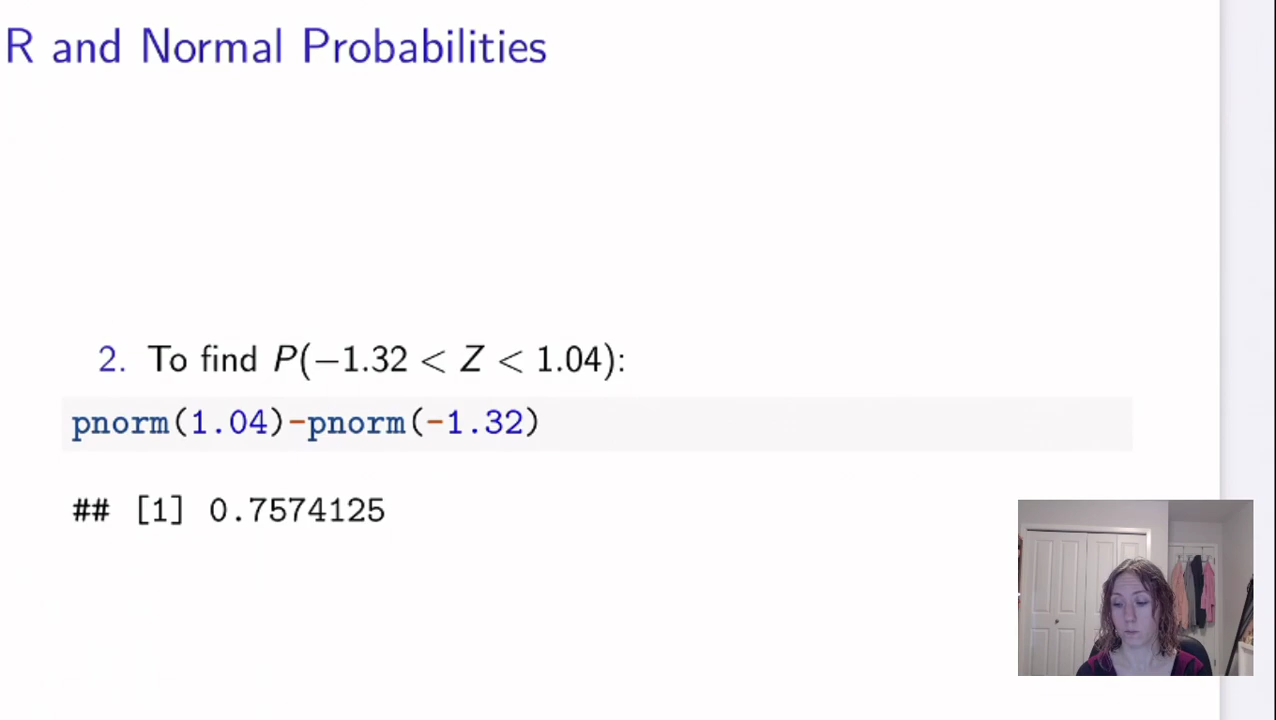 R and Normal Probabilities
2. To find P(−1.32 < Z < 1.04):
pnorm(1.04)-pnorm(-1.32)
## [1] 0.7574125